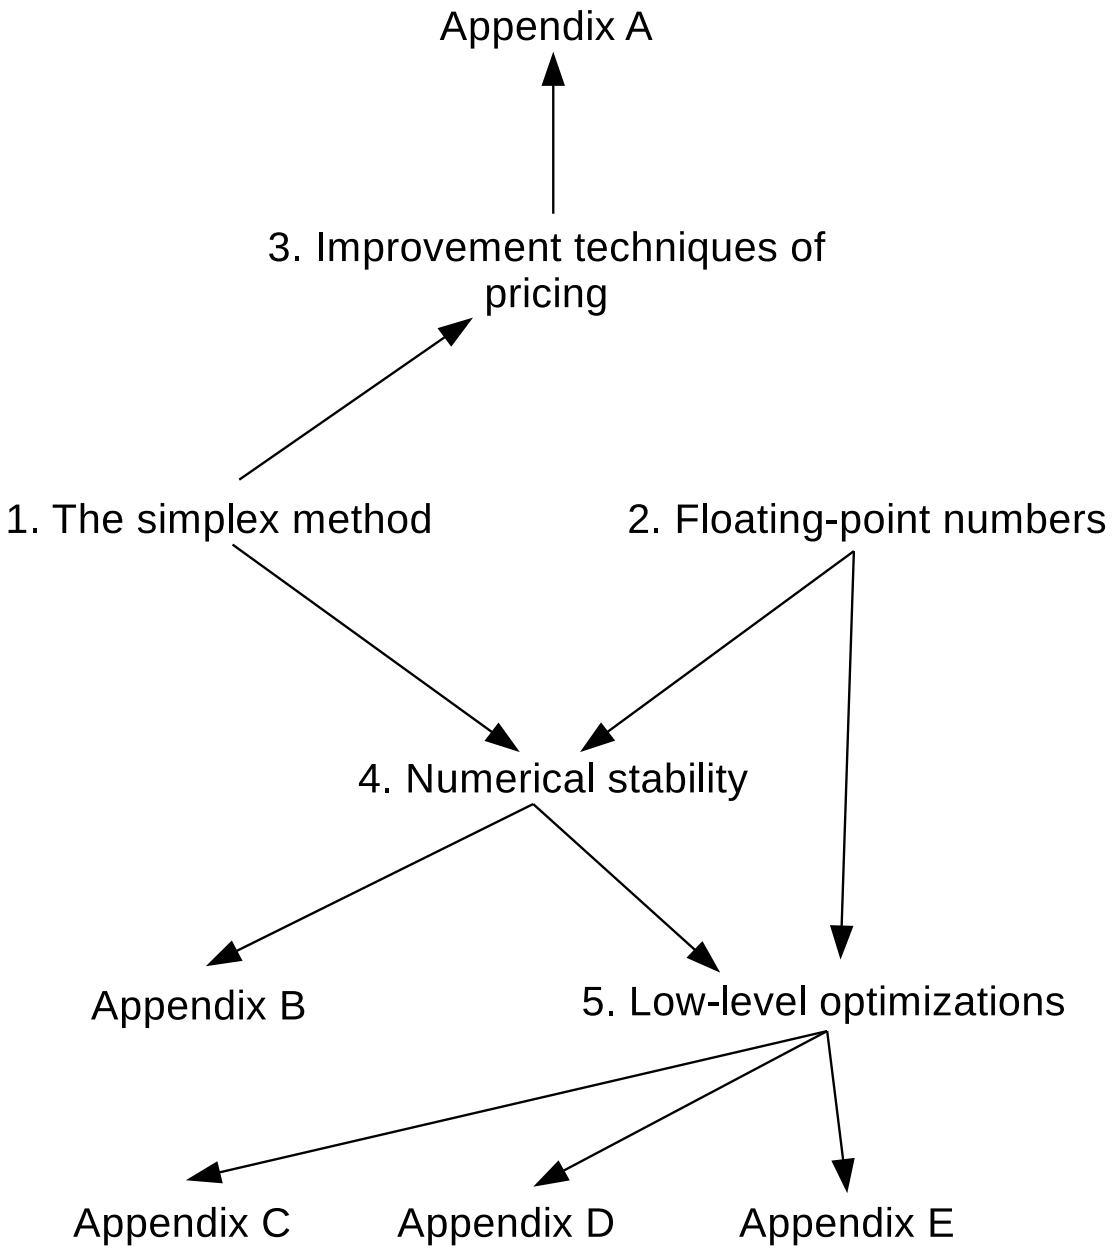 Appendix A
3. Improvement techniques of
pricing
1. The simplex method
2. Floating-point numbers
4. Numerical stability
Appendix B
5. Low-level optimizations
Appendix C
Appendix D
Appendix E